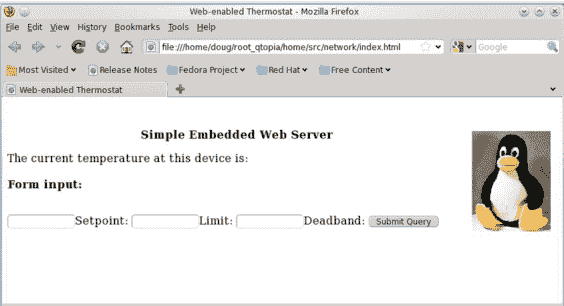 Web-enabled Thermostat - Mozilla Firefox
File Edit View History Bookmarks Tools Help
file:///home/doug/root_qtopia/home/src/network/index.html Google
Most Visited Release Notes Fedora Project Red Hat Free Content
Web-enabled Thermostat
Simple Embedded Web Server
The current temperature at this device is:
Form input:
Setpoint: Limit: Deadband: Submit Query